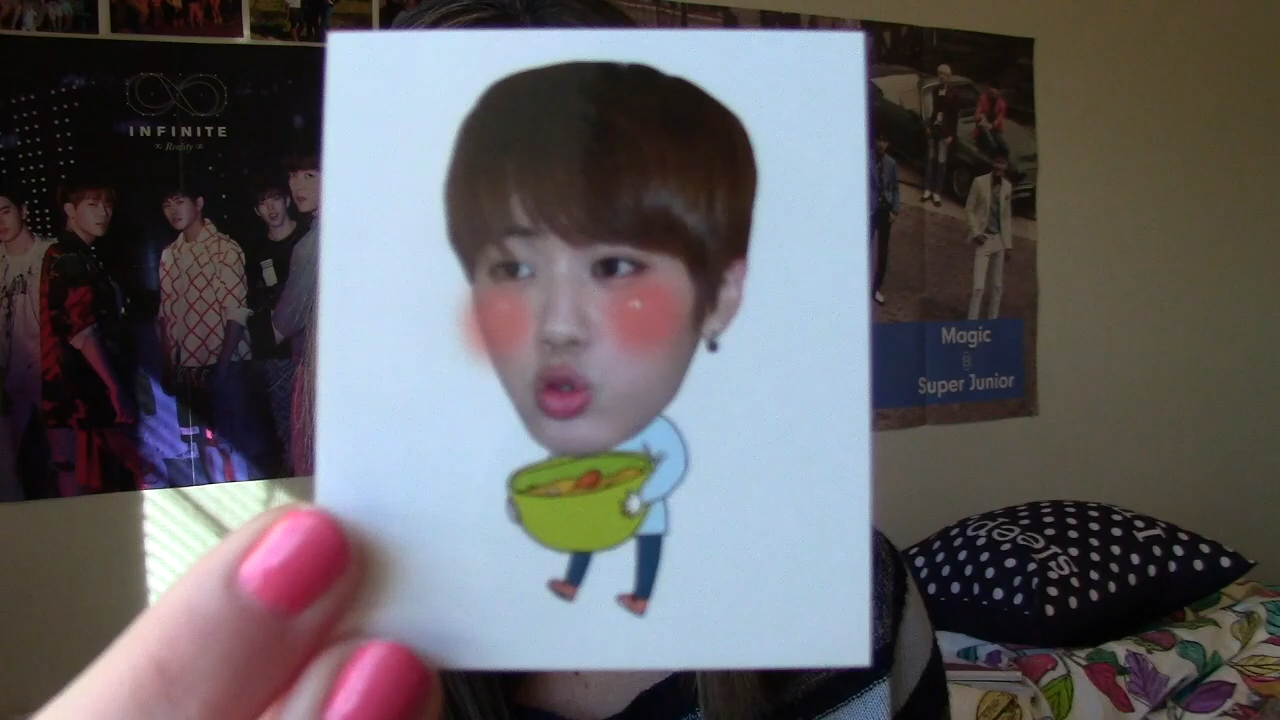 INFINITE
Reality
Magic
Super Junior
I ♥
sleep